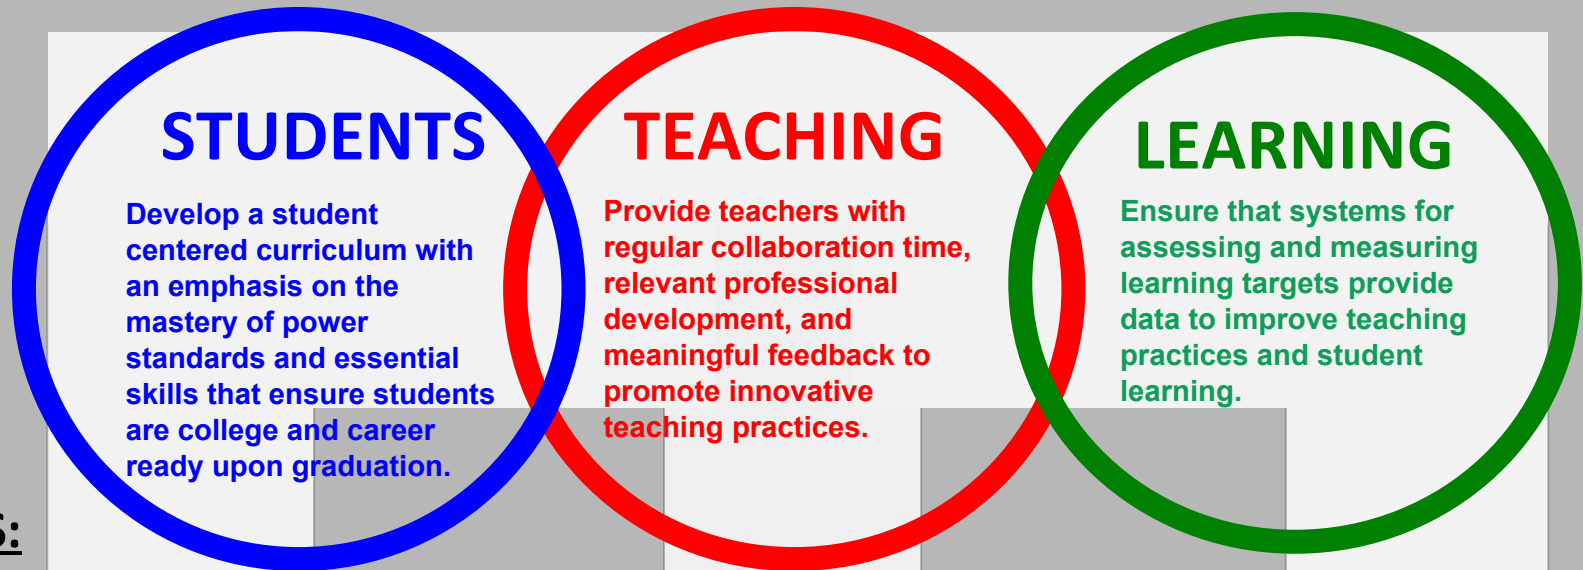 STUDENTS
Develop a student
centered curriculum with
an emphasis on the
mastery of power
standards and essential
skills that ensure students
are college and career
ready upon graduation.
TEACHING
Provide teachers with
regular collaboration time,
relevant professional
development, and
meaningful feedback to
promote innovative
teaching practices.
LEARNING
Ensure that systems for
assessing and measuring
learning targets provide
data to improve teaching
practices and student
learning.
S: